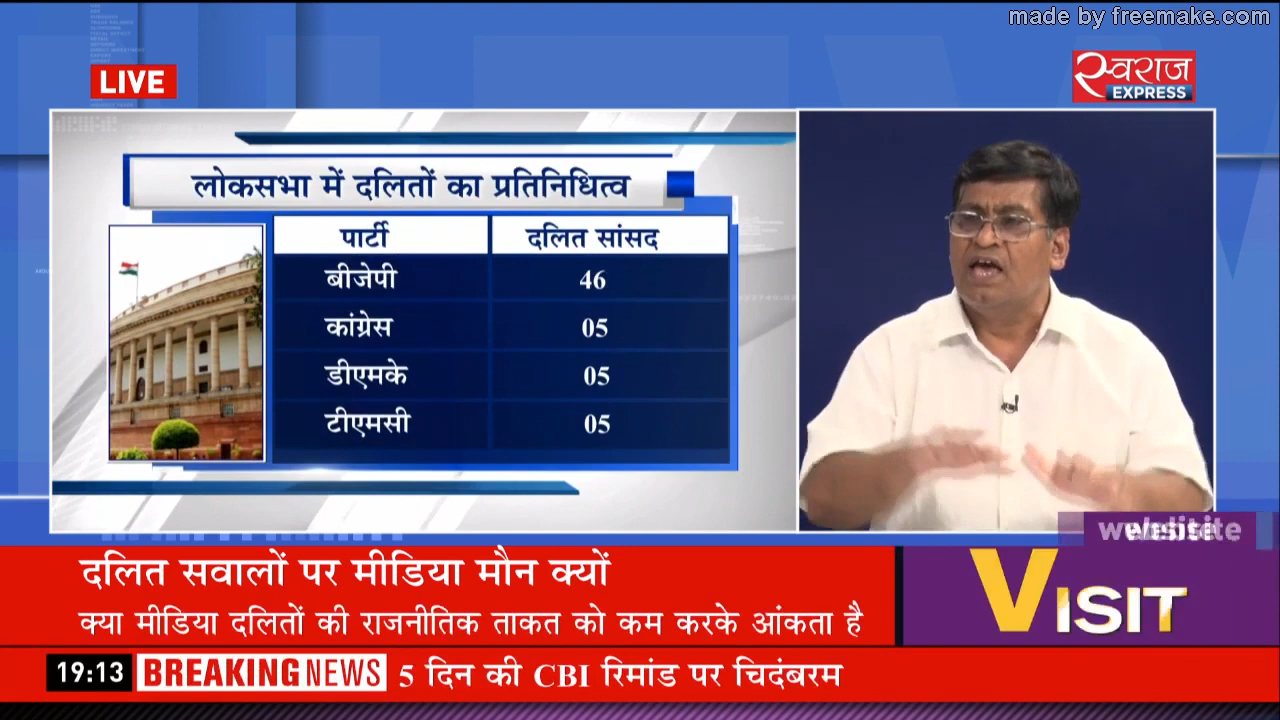 made by freemake.com
LIVE
स्वराज
EXPRESS
लोकसभा में दलितों का प्रतिनिधित्व
पार्टी दलित सांसद
बीजेपी 46
कांग्रेस 05
डीएमके 05
टीएमसी 05
VISIT
दलित सवालों पर मीडिया मौन क्यों
क्या मीडिया दलितों की राजनीतिक ताकत को कम करके आंकता है
19:13 BREAKING NEWS 5 दिन की CBI रिमांड पर चिदंबरम